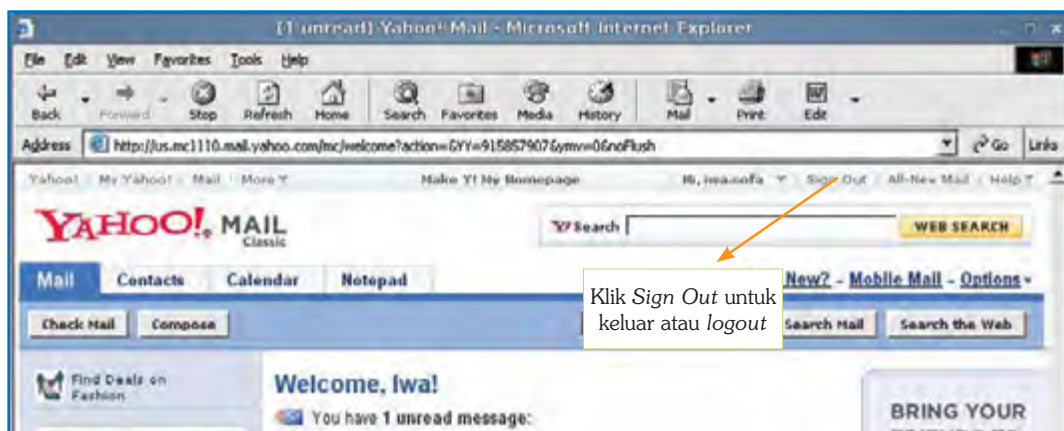 (1 unread) Yahoo! Mail - Microsoft Internet Explorer
File Edit View Favorites Tools Help
Back Forward Stop Refresh Home Search Favorites Media History Mail Print Edit
Address http://us.mc1110.mail.yahoo.com/mc/welcome?action=&YY=915857907&ymv=0&noFlush Go Links
Yahoo! My Yahoo! Mail More Make Y! My Homepage Hi, iwa.sofa Sign Out All-New Mail Help
YAHOO! MAIL
Classic
Y! Search WEB SEARCH
Mail Contacts Calendar Notepad New? - Mobile Mail - Options
Klik Sign Out untuk
keluar atau logout
Check Mail Compose Search Mail Search the Web
Find Deals on
Fashion
Welcome, Iwa!
You have 1 unread message:
BRING YOUR